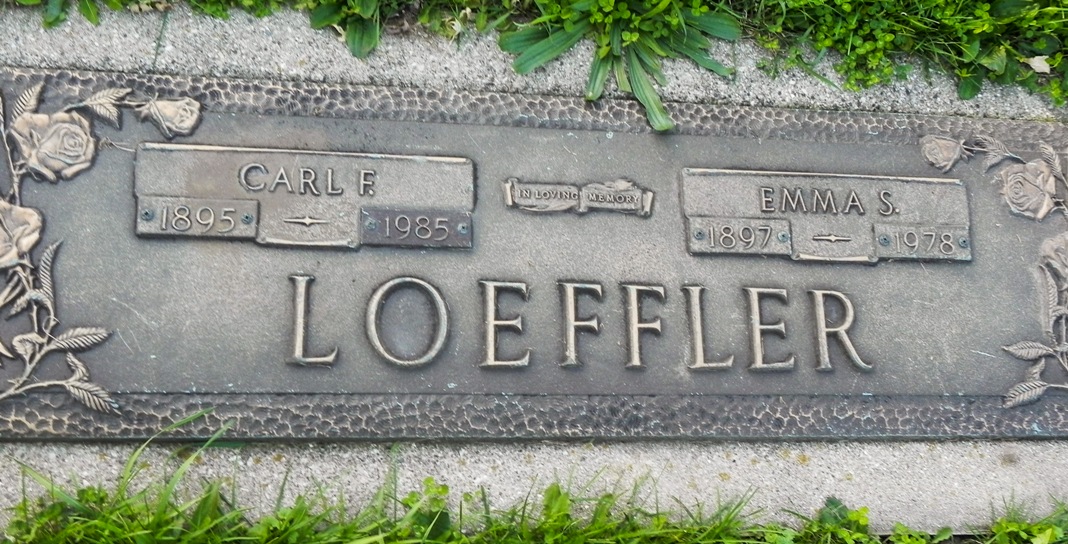 CARL F.
1895 1985
IN LOVING MEMORY
EMMA S.
1897 1978
LOEFFLER